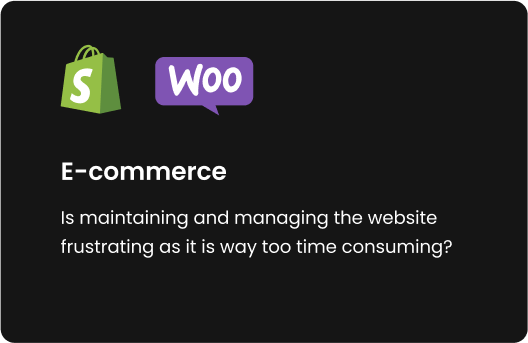 S
Woo
E-commerce
Is maintaining and managing the website
frustrating as it is way too time consuming?